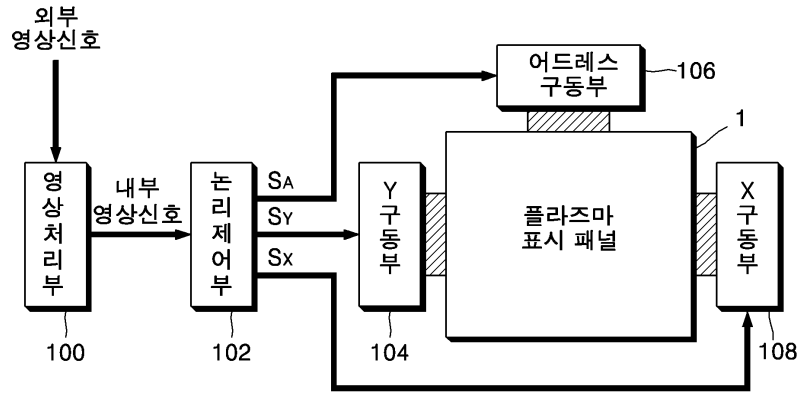 외부
영상신호
어드레스
구동부
106
1
영상처리부
내부
영상신호
논리제어부
SA
SY
SX
Y
구동부
플라즈마
표시 패널
X
구동부
100
102
104
108